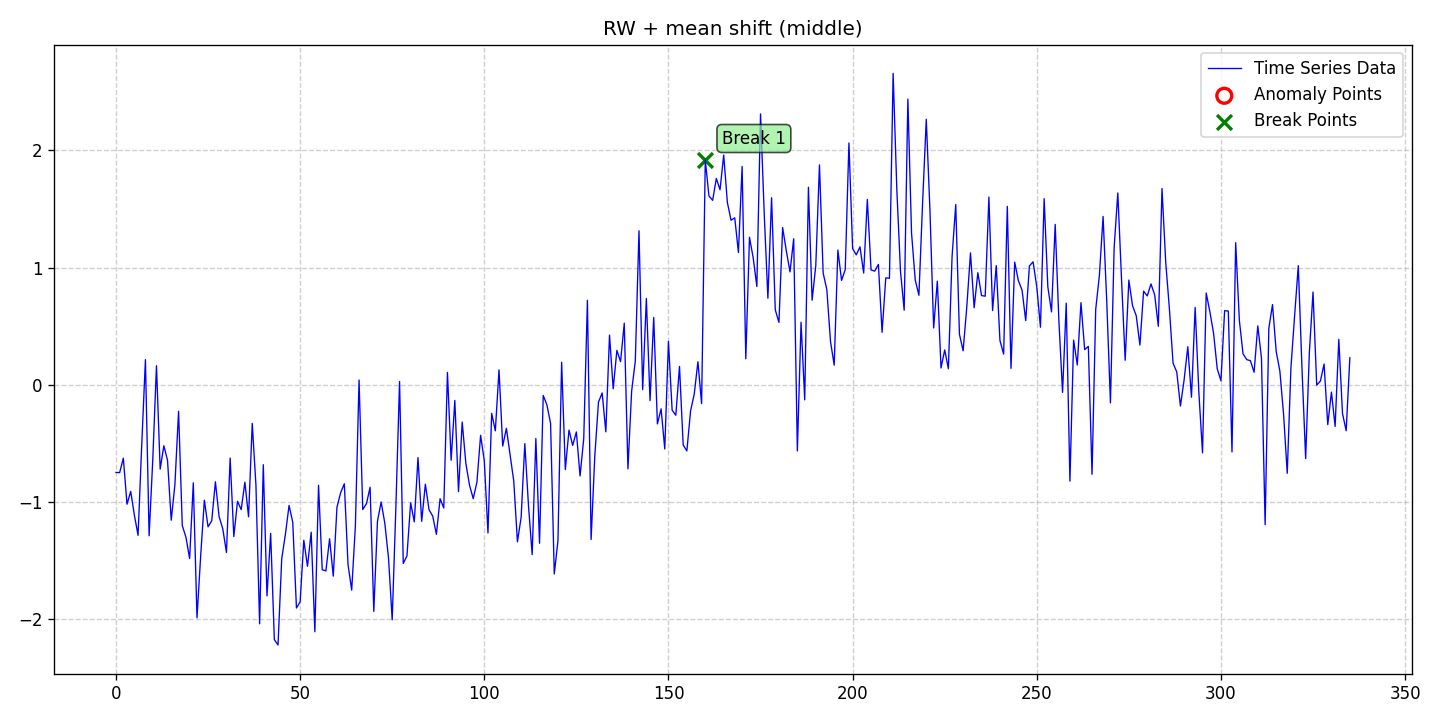 RW + mean shift (middle)
Time Series Data
Anomaly Points
Break Points
Break 1
2
1
0
−1
−2
0 50 100 150 200 250 300 350